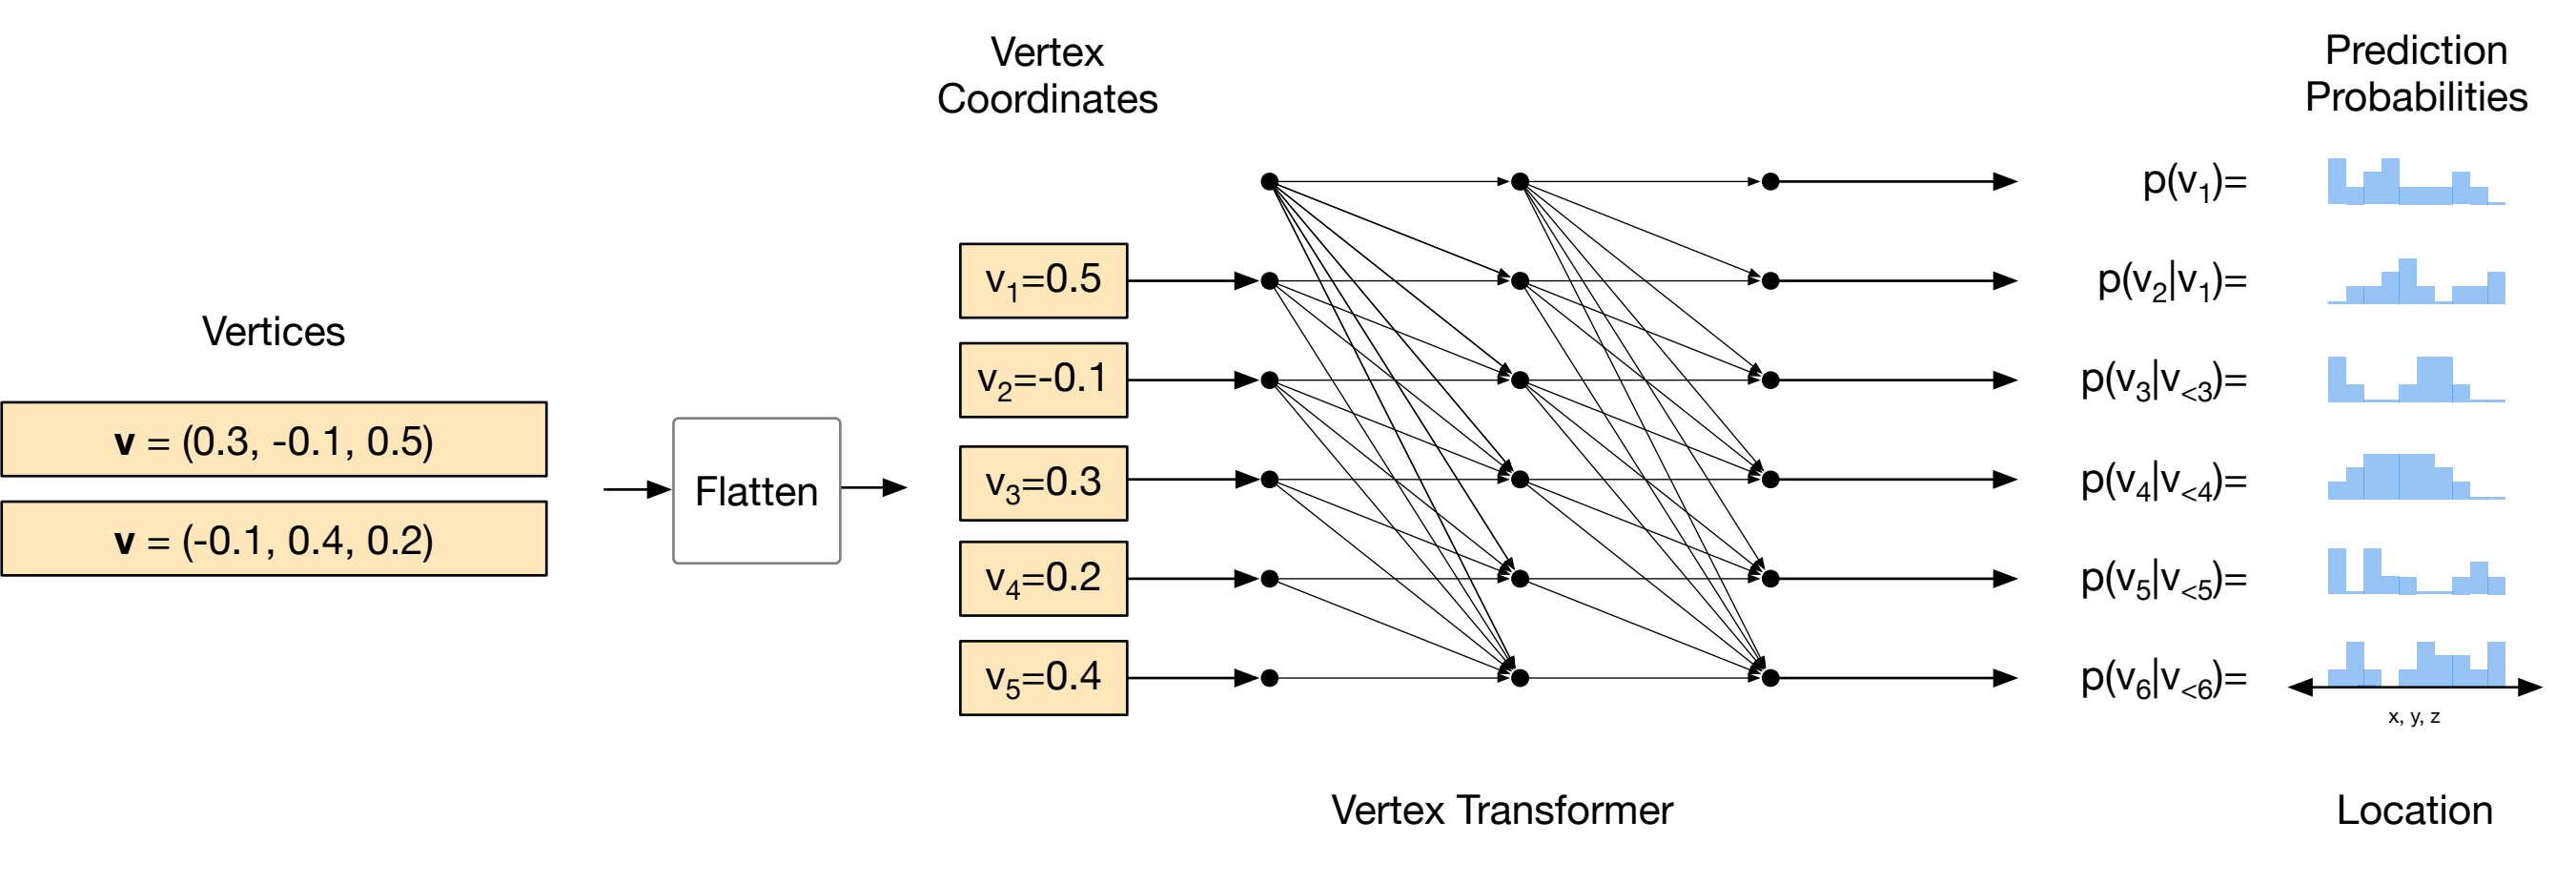 Vertices
v = (0.3, -0.1, 0.5)
v = (-0.1, 0.4, 0.2)
Flatten
Vertex
Coordinates
v₁=0.5
v₂=-0.1
v₃=0.3
v₄=0.2
v₅=0.4
Vertex Transformer
Prediction
Probabilities
p(v₁)=
p(v₂|v₁)=
p(v₃|v<₃)=
p(v₄|v<₄)=
p(v₅|v<₅)=
p(v₆|v<₆)=
x, y, z
Location